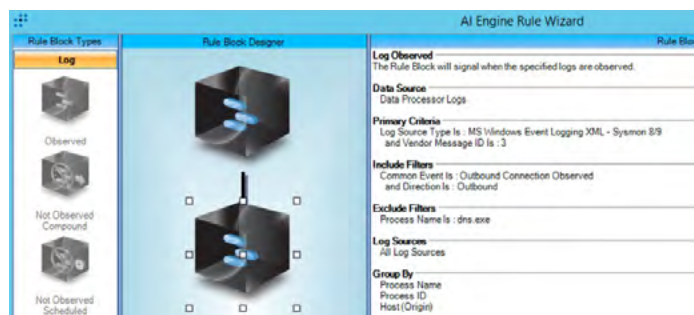 AI Engine Rule Wizard
Rule Block Types
Log
Observed
Not Observed
Compound
Not Observed
Scheduled
Rule Block Designer
Log Observed
The Rule Block will signal when the specified logs are observed.
Data Source
Data Processor Logs
Primary Criteria
Log Source Type Is : MS Windows Event Logging XML - Sysmon 8/9
and Vendor Message ID Is : 3
Include Filters
Common Event Is : Outbound Connection Observed
and Direction Is : Outbound
Exclude Filters
Process Name Is : dns.exe
Log Sources
All Log Sources
Group By
Process Name
Process ID
Host (Origin)